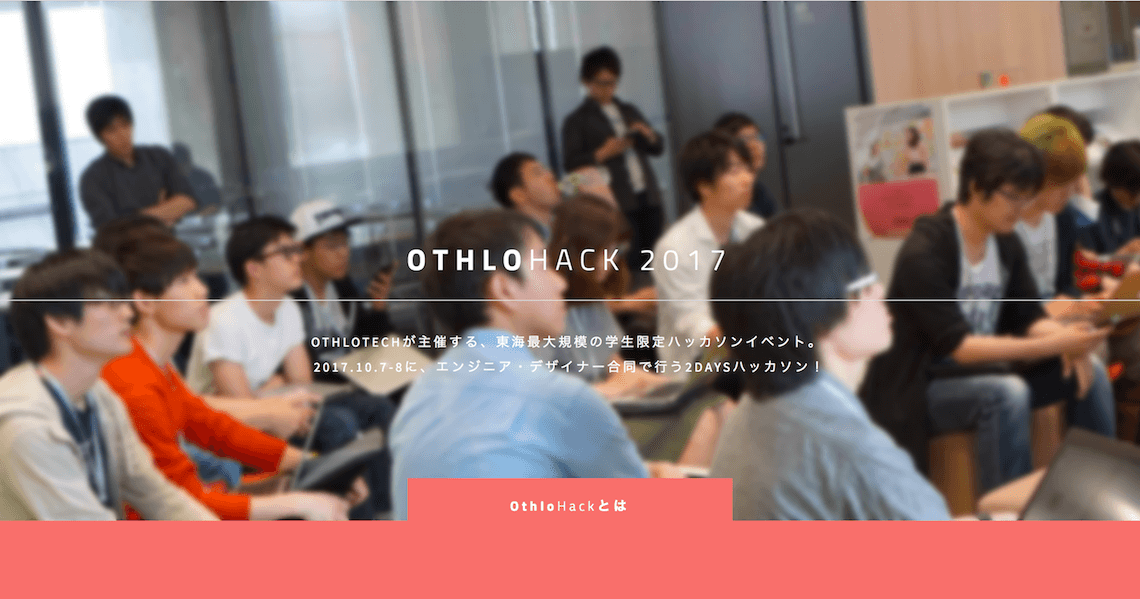 OTHLOHACK 2017
OTHLOTECHが主催する、東海最大規模の学生限定ハッカソンイベント。
2017.10.7-8に、エンジニア・デザイナー合同で行う2DAYSハッカソン！
OthloHackとは